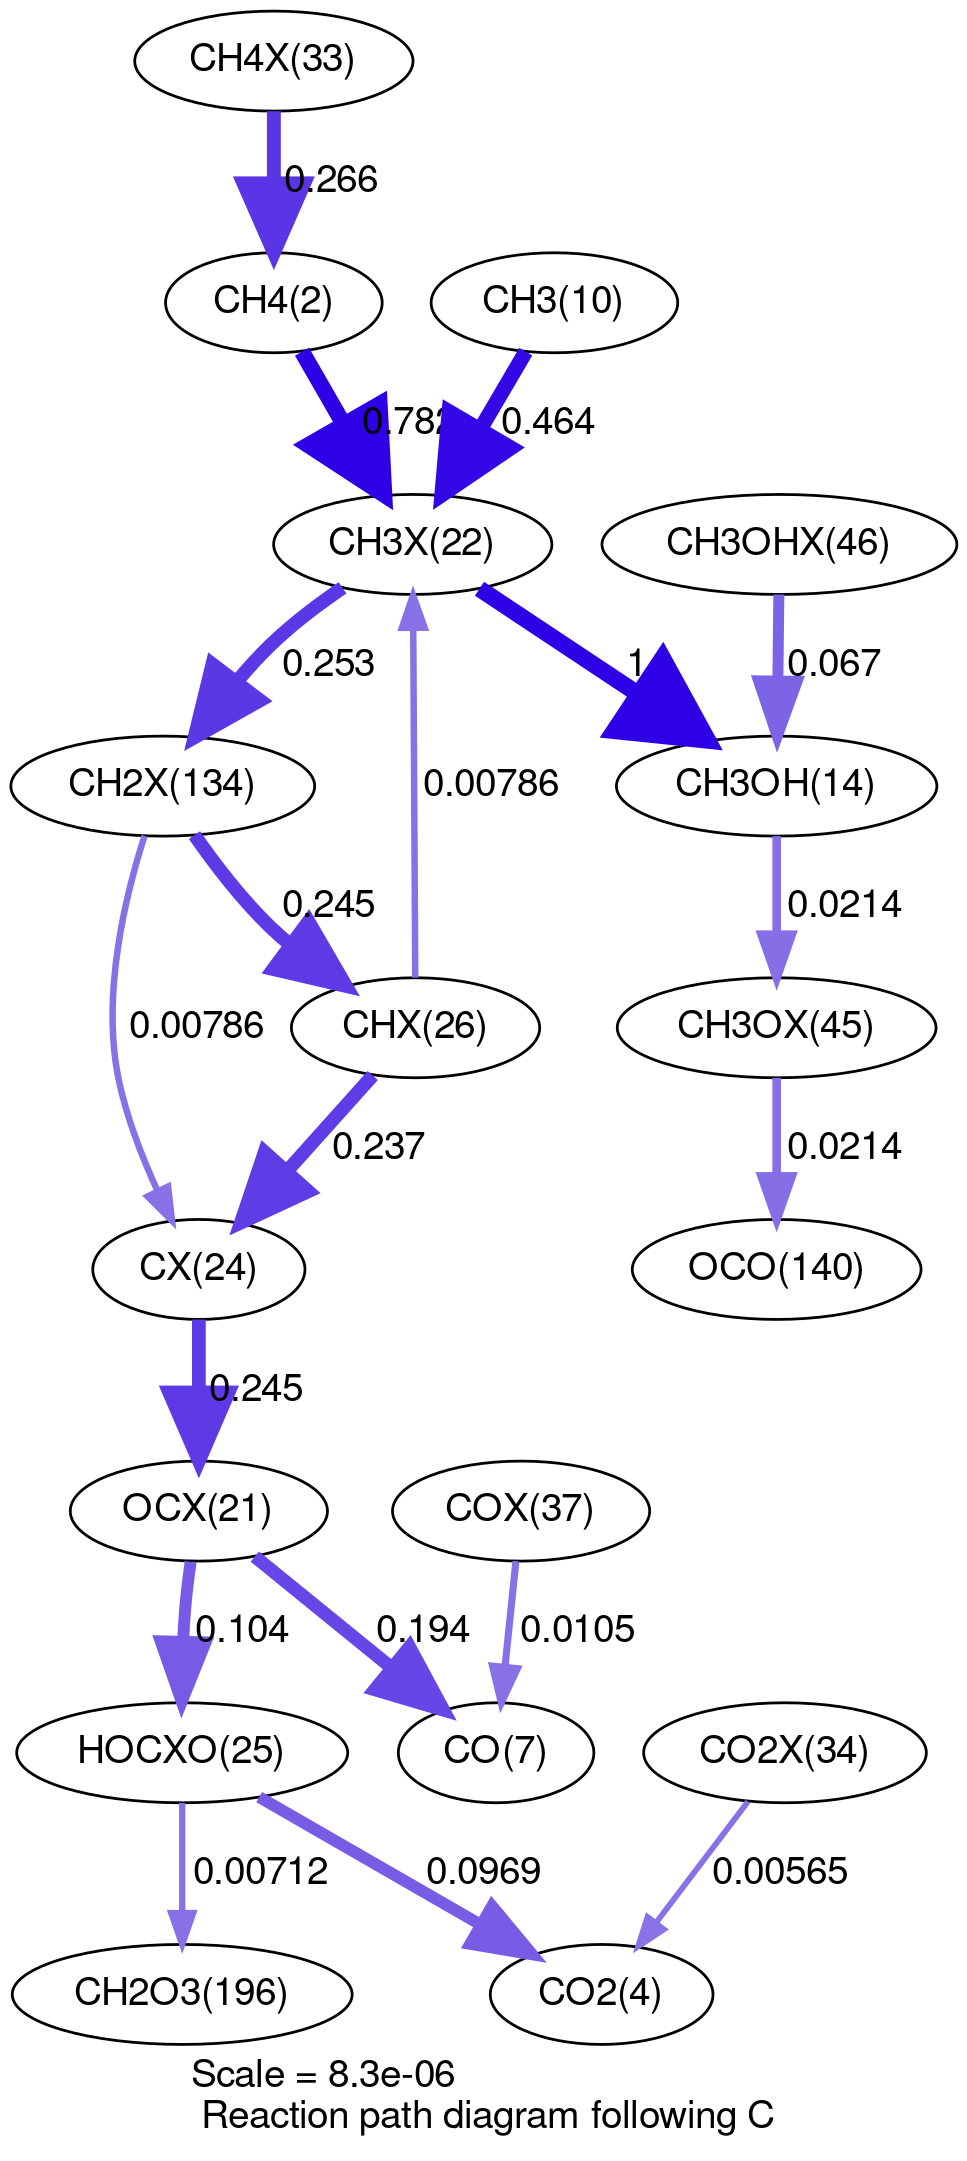 CH4X(33)
0.266
CH4(2)
CH3(10)
0.782
0.464
CH3X(22)
CH3OHX(46)
0.253
1
0.067
CH2X(134)
0.00786
CH3OH(14)
0.245
0.0214
0.00786
CHX(26)
CH3OX(45)
0.237
0.0214
CX(24)
OCO(140)
0.245
OCX(21)
COX(37)
0.104
0.194
0.0105
HOCXO(25)
CO(7)
CO2X(34)
0.00712
0.0969
0.00565
CH2O3(196)
CO2(4)
Scale = 8.3e-06
Reaction path diagram following C